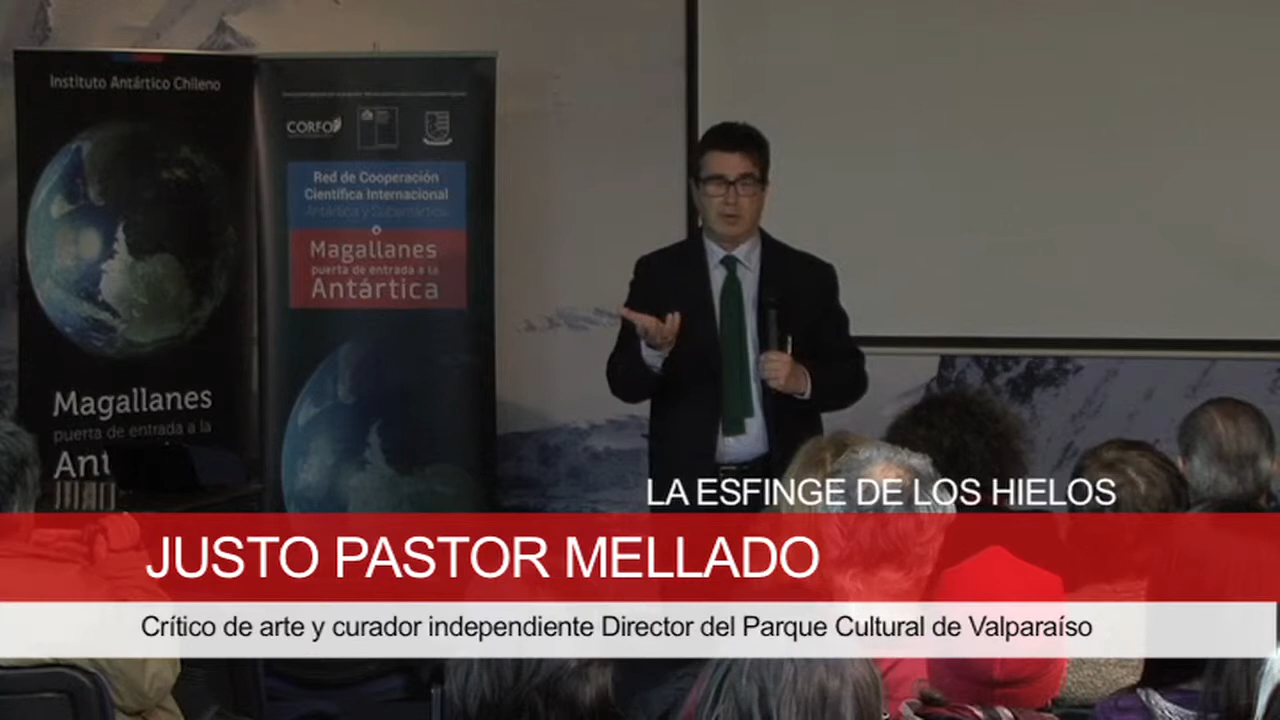 Instituto Antártico Chileno
CORFO
Red de Cooperación
Científica Internacional
Antártica y Subantártica
Magallanes
puerta de entrada a la
Antártica
Magallanes
puerta de entrada a la
LA ESFINGE DE LOS HIELOS
JUSTO PASTOR MELLADO
Crítico de arte y curador independiente Director del Parque Cultural de Valparaíso